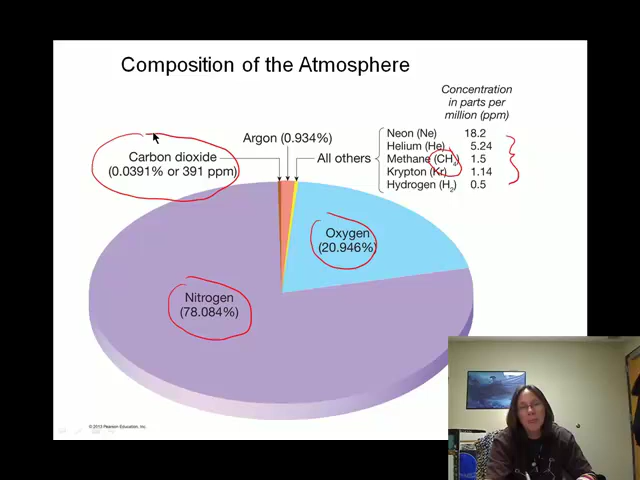 Composition of the Atmosphere
Concentration
in parts per
million (ppm)
Neon (Ne) 18.2
Helium (He) 5.24
Methane (CH4) 1.5
Krypton (Kr) 1.14
Hydrogen (H2) 0.5
Argon (0.934%)
All others
Carbon dioxide
(0.0391% or 391 ppm)
Oxygen
(20.946%)
Nitrogen
(78.084%)
© 2013 Pearson Education, Inc.